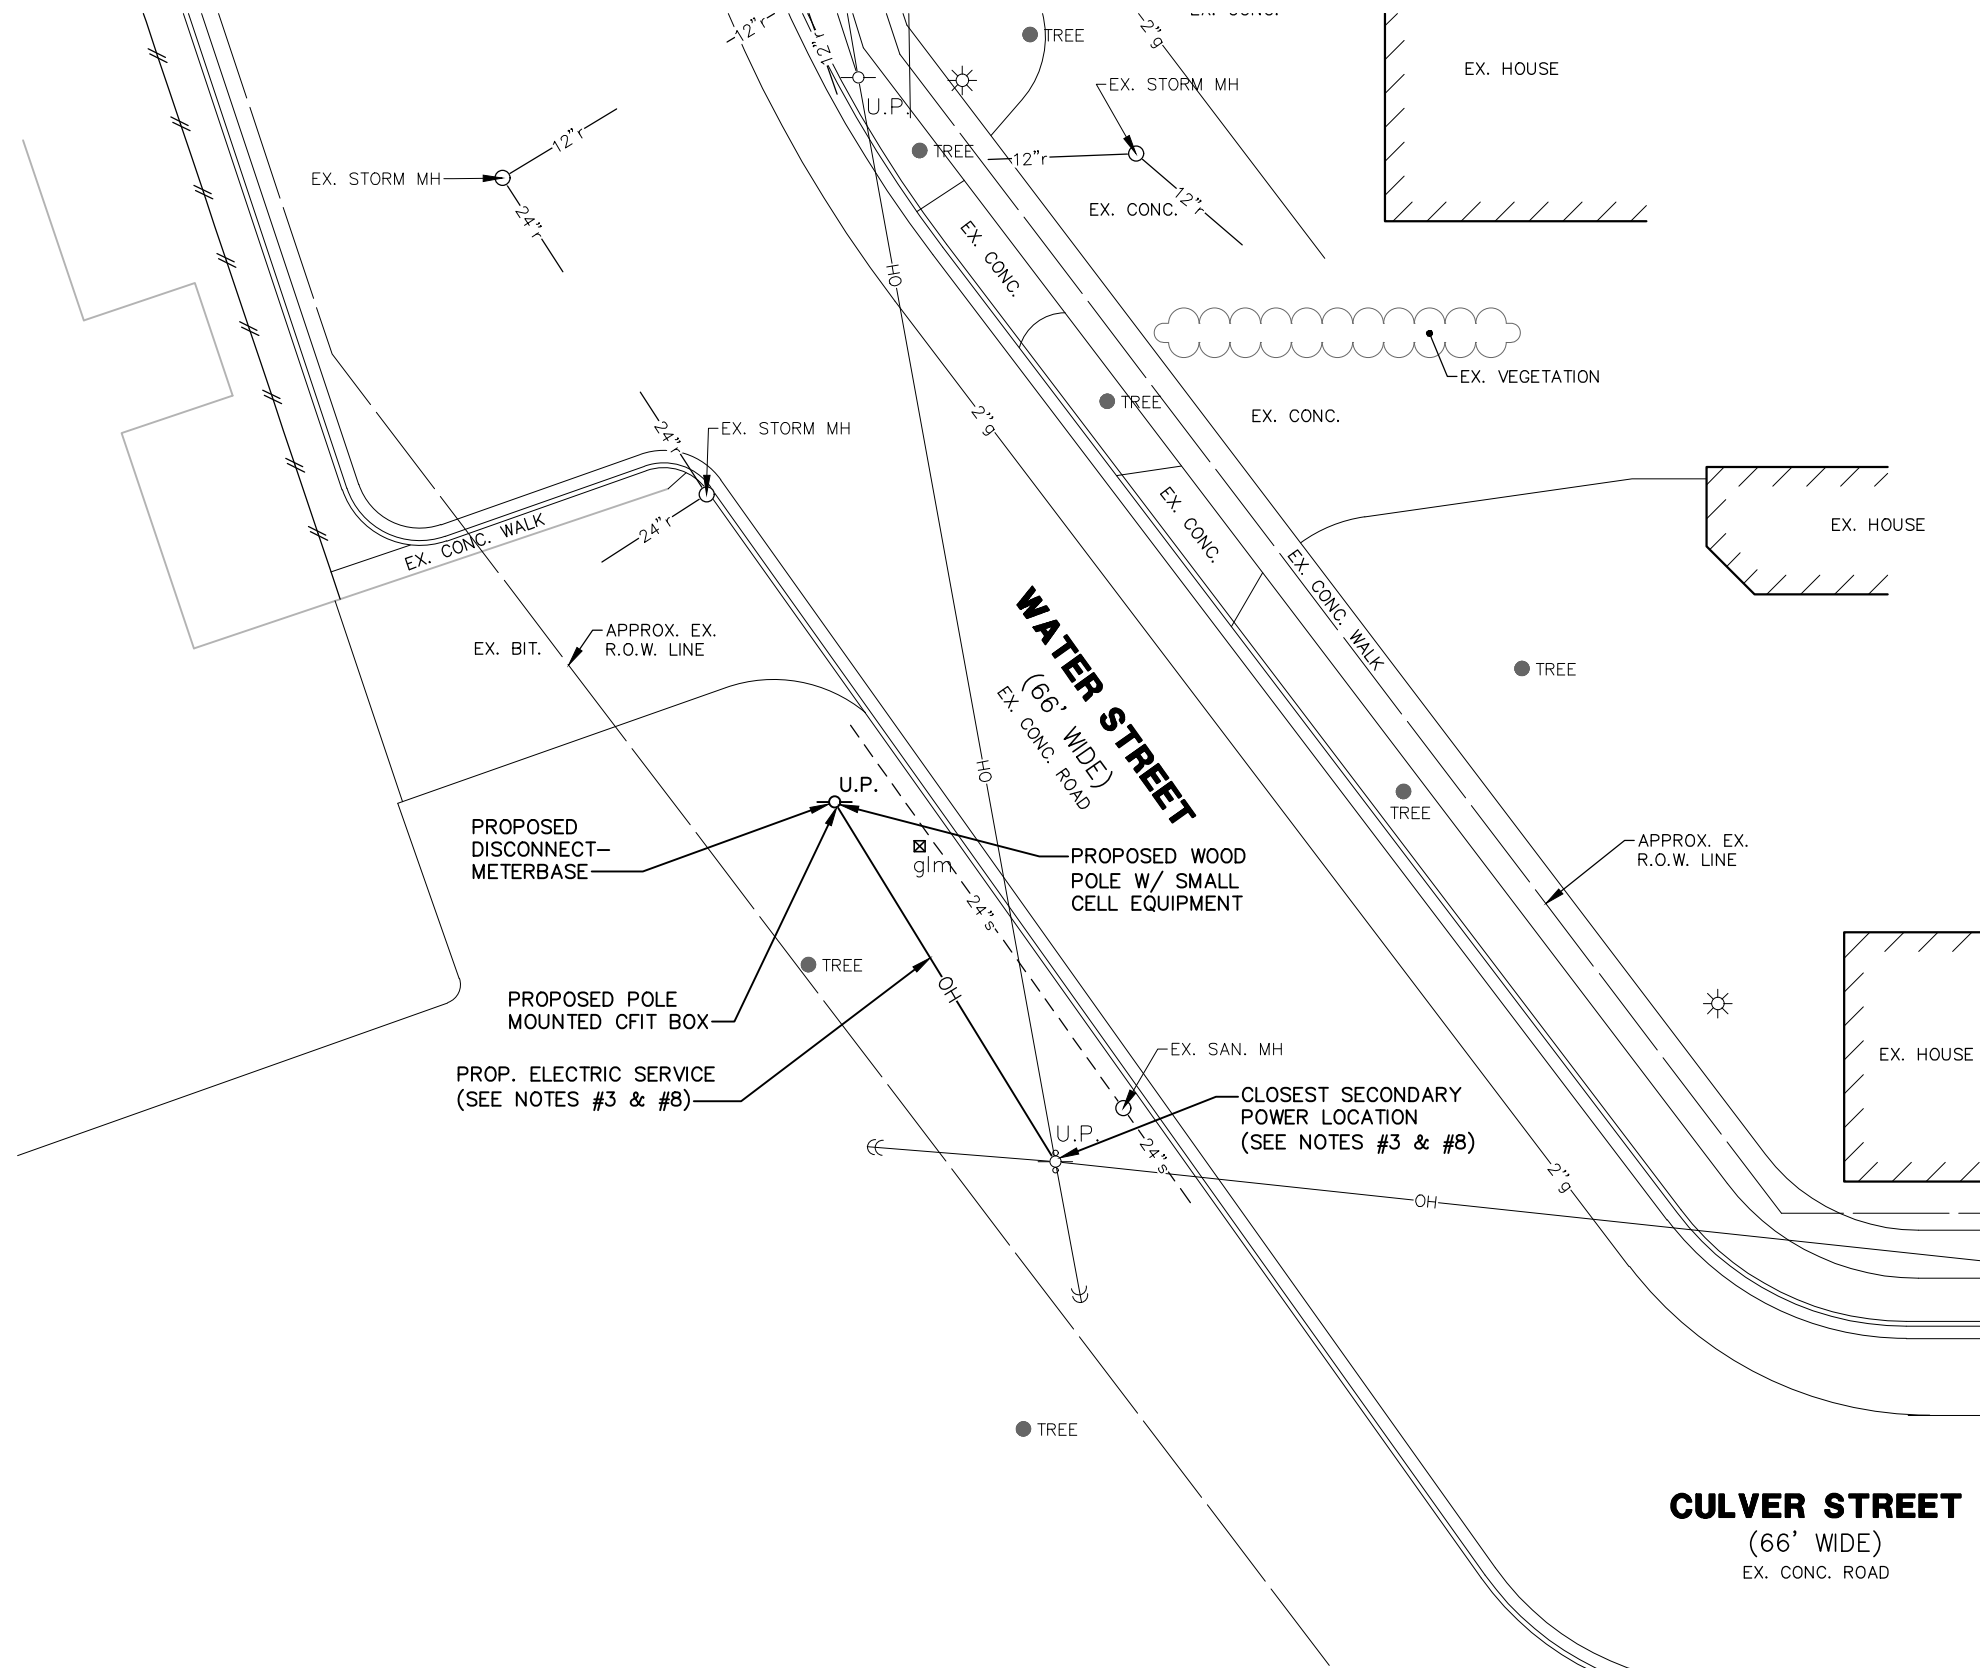 12"r
12"r
TREE
2"g
EX. HOUSE
U.P.
EX. STORM MH
12"r
TREE
12"r
EX. STORM MH
24"r
12"r
EX. CONC.
EX. CONC.
OH
EX. VEGETATION
TREE
EX. CONC.
2"g
24"r
EX. STORM MH
EX. CONC.
24"r
EX. CONC. WALK
EX. HOUSE
EX. CONC. WALK
APPROX. EX.
R.O.W. LINE
EX. BIT.
WATER STREET
(66' WIDE)
EX. CONC. ROAD
TREE
OH
U.P.
TREE
PROPOSED
DISCONNECT-
METERBASE
glm
PROPOSED WOOD
POLE W/ SMALL
CELL EQUIPMENT
APPROX. EX.
R.O.W. LINE
24"s
TREE
OH
PROPOSED POLE
MOUNTED CFIT BOX
EX. SAN. MH
EX. HOUSE
PROP. ELECTRIC SERVICE
(SEE NOTES #3 & #8)
CLOSEST SECONDARY
POWER LOCATION
(SEE NOTES #3 & #8)
U.P.
24"s
2"g
OH
TREE
CULVER STREET
(66' WIDE)
EX. CONC. ROAD